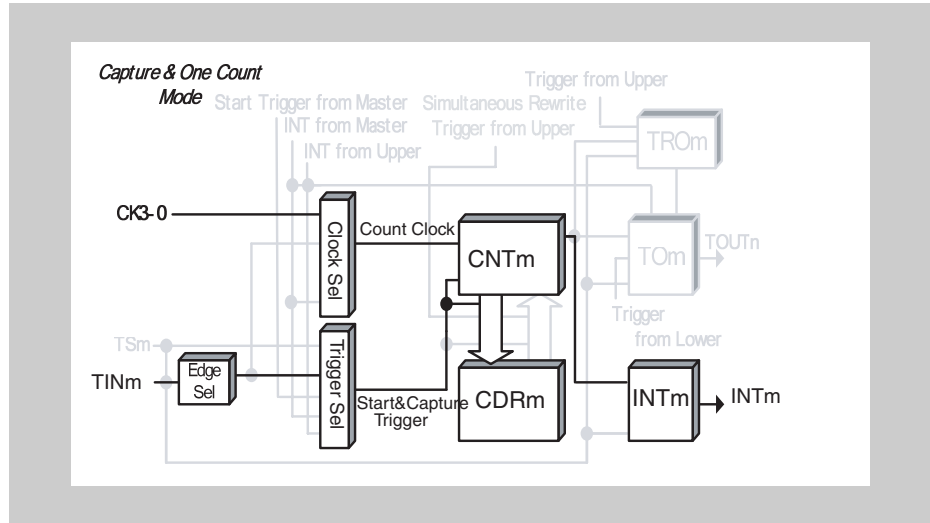 Capture & One Count
Mode
Start Trigger from Master
INT from Master
INT from Upper
Simultaneous Rewrite
Trigger from Upper
Trigger from Upper
TROm
CK3-0
Clock Sel
Count Clock
CNTm
TOm
TOUTn
Trigger
from Lower
TSm
TINm
Edge
Sel
Trigger Sel
Start&Capture
Trigger
CDRm
INTm
INTm